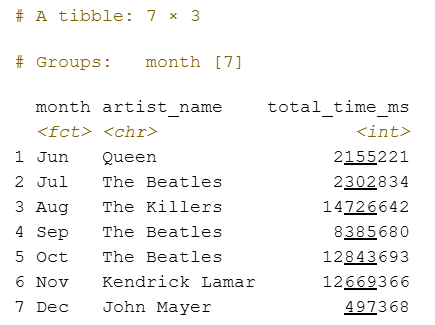 # A tibble: 7 × 3
# Groups:   month [7]
month artist_name total_time_ms
<fct> <chr> <int>
1 Jun Queen 2155221
2 Jul The Beatles 2302834
3 Aug The Killers 14726642
4 Sep The Beatles 8385680
5 Oct The Beatles 12843693
6 Nov Kendrick Lamar 12669366
7 Dec John Mayer 497368